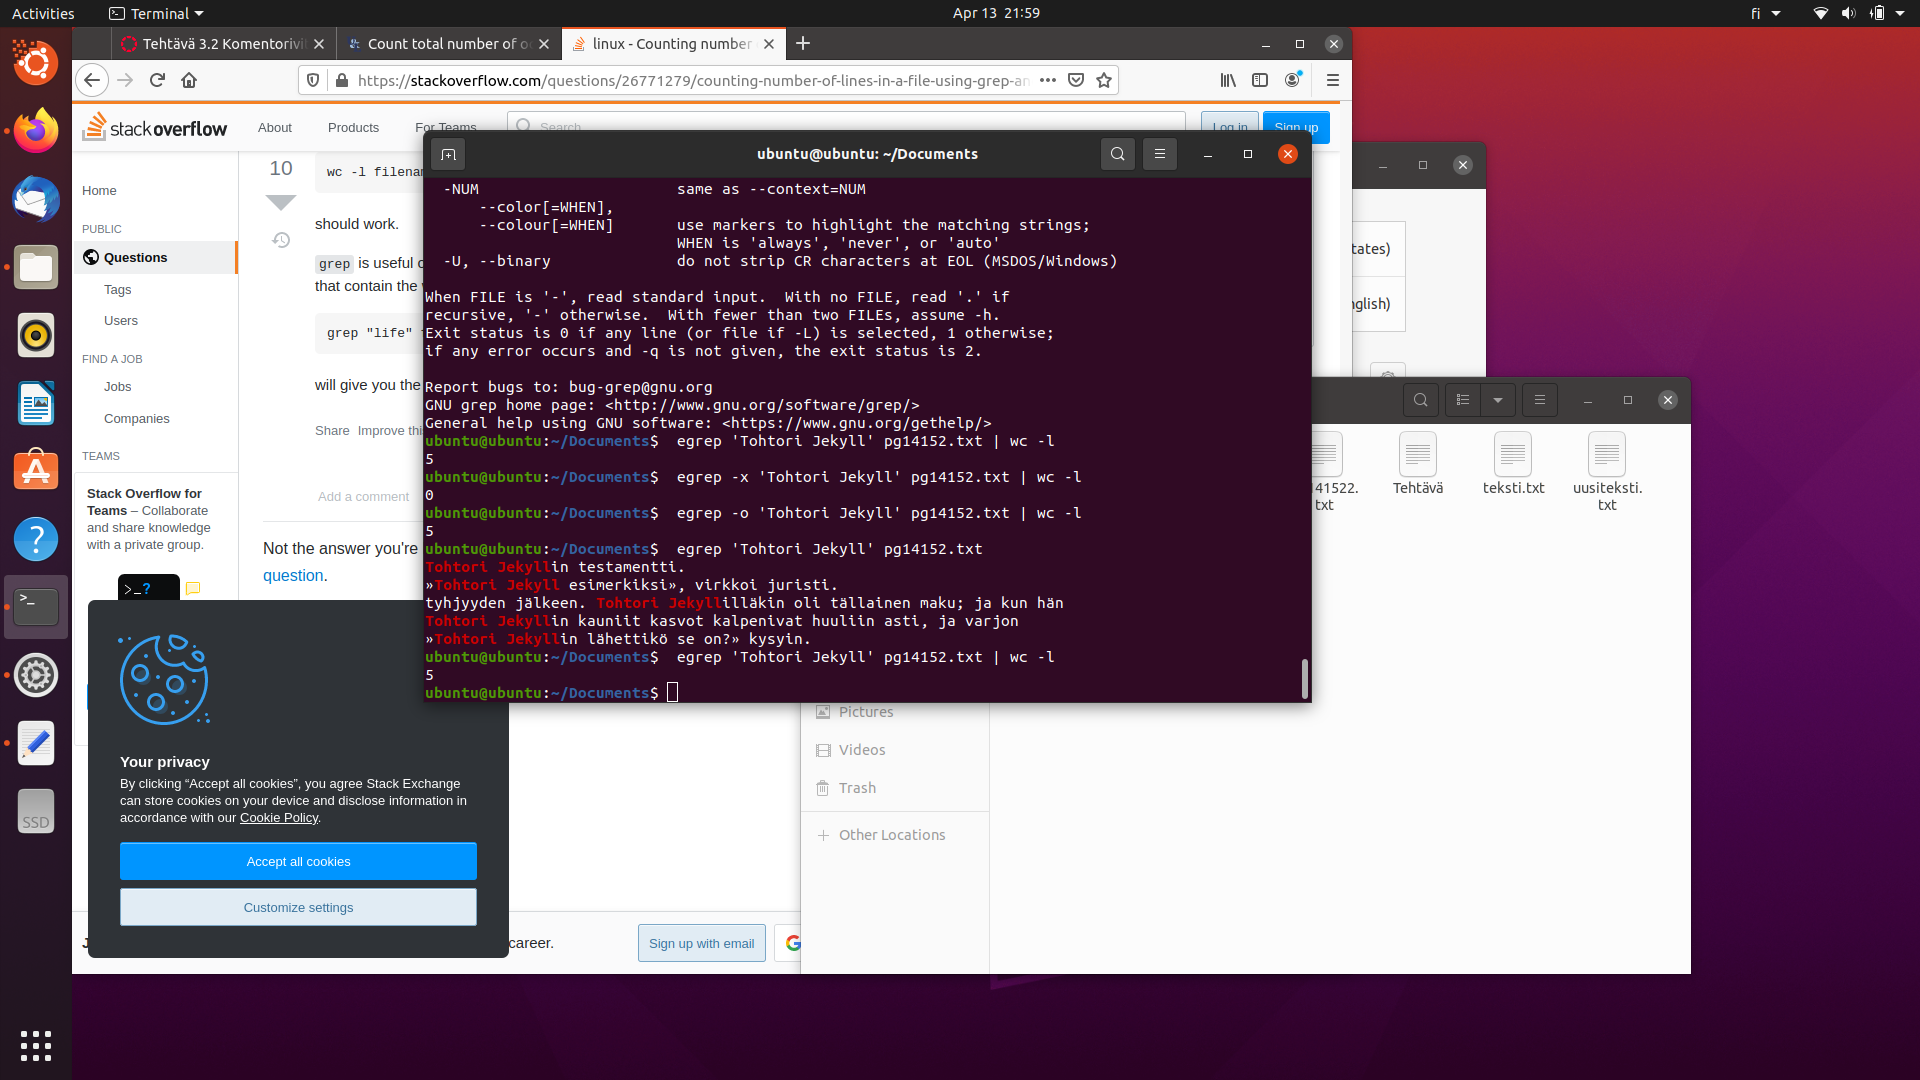 Activities
Terminal
Apr 13 21:59
fi
Tehtävä 3.2 Komentorivi
Count total number of o
linux - Counting number
https://stackoverflow.com/questions/26771279/counting-number-of-lines-in-a-file-using-grep-an
stackoverflow
About
Products
For Teams
Search
Log in
Sign up
Home
PUBLIC
Questions
Tags
Users
FIND A JOB
Jobs
Companies
TEAMS
Stack Overflow for
Teams – Collaborate
and share knowledge
with a private group.
10
wc -l filenam
should work.
grep is useful
that contain the
grep "life"
will give you the
Share Improve thi
Add a comment
Not the answer you're
question.
ubuntu@ubuntu: ~/Documents
-NUM same as --context=NUM
--color[=WHEN],
--colour[=WHEN] use markers to highlight the matching strings;
WHEN is 'always', 'never', or 'auto'
-U, --binary do not strip CR characters at EOL (MSDOS/Windows)
When FILE is '-', read standard input. With no FILE, read '.' if
recursive, '-' otherwise. With fewer than two FILEs, assume -h.
Exit status is 0 if any line (or file if -L) is selected, 1 otherwise;
if any error occurs and -q is not given, the exit status is 2.
Report bugs to: bug-grep@gnu.org
GNU grep home page: <http://www.gnu.org/software/grep/>
General help using GNU software: <https://www.gnu.org/gethelp/>
ubuntu@ubuntu:~/Documents$ egrep 'Tohtori Jekyll' pg14152.txt | wc -l
5
ubuntu@ubuntu:~/Documents$ egrep -x 'Tohtori Jekyll' pg14152.txt | wc -l
0
ubuntu@ubuntu:~/Documents$ egrep -o 'Tohtori Jekyll' pg14152.txt | wc -l
5
ubuntu@ubuntu:~/Documents$ egrep 'Tohtori Jekyll' pg14152.txt
Tohtori Jekyllin testamentti.
»Tohtori Jekyll esimerkiksi», virkkoi juristi.
tyhjyyden jälkeen. Tohtori Jekyllilläkin oli tällainen maku; ja kun hän
Tohtori Jekyllin kauniit kasvot kalpenivat huuliin asti, ja varjon
»Tohtori Jekyllin lähettikö se on?» kysyin.
ubuntu@ubuntu:~/Documents$ egrep 'Tohtori Jekyll' pg14152.txt | wc -l
5
ubuntu@ubuntu:~/Documents$
tates)
nglish)
41522.
txt
Tehtävä
teksti.txt
uusiteksti.
txt
Pictures
Videos
Trash
Other Locations
>_?
Your privacy
By clicking “Accept all cookies”, you agree Stack Exchange
can store cookies on your device and disclose information in
accordance with our Cookie Policy.
Accept all cookies
Customize settings
career.
Sign up with email
G
SSD